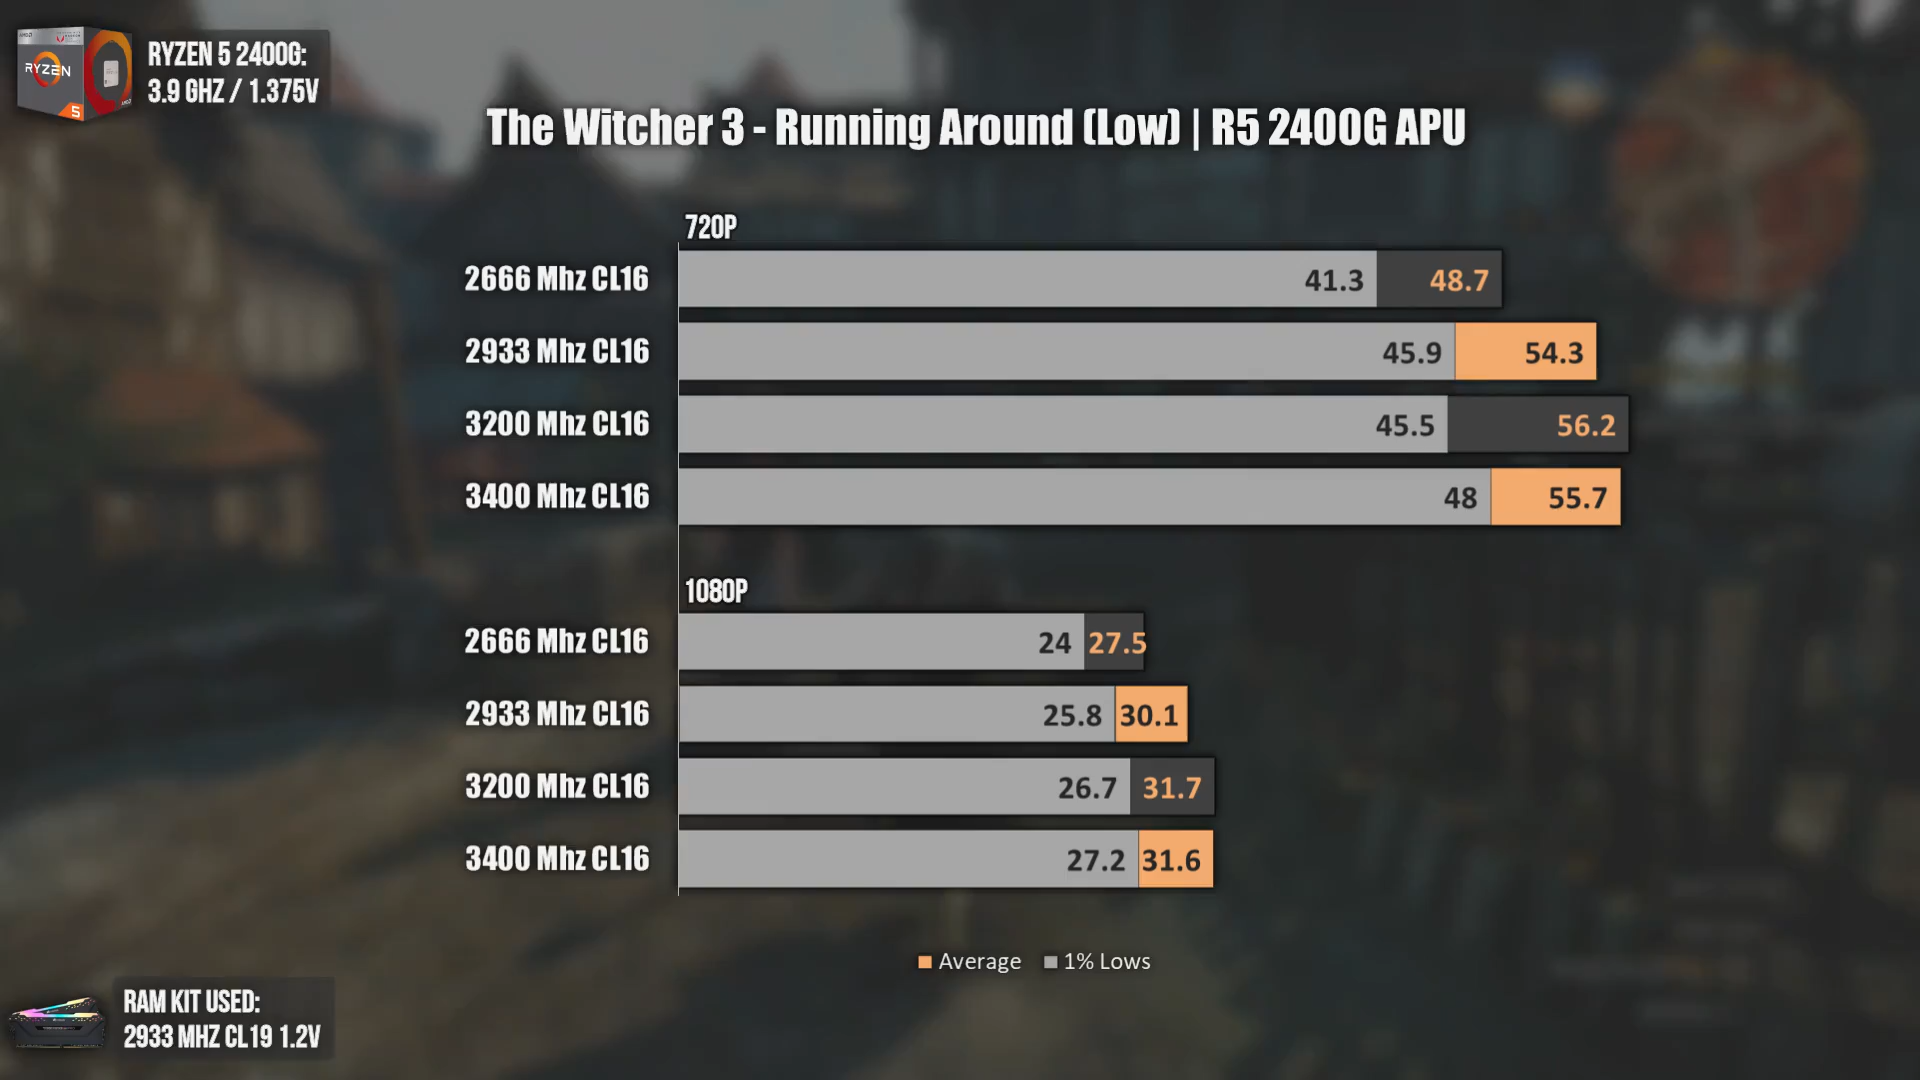 RYZEN
5
RYZEN 5 2400G:
3.9 GHZ / 1.375V
The Witcher 3 - Running Around (Low) | R5 2400G APU
720P
2666 Mhz CL16 41.3 48.7
2933 Mhz CL16 45.9 54.3
3200 Mhz CL16 45.5 56.2
3400 Mhz CL16 48 55.7
1080P
2666 Mhz CL16 24 27.5
2933 Mhz CL16 25.8 30.1
3200 Mhz CL16 26.7 31.7
3400 Mhz CL16 27.2 31.6
Average 1% Lows
RAM KIT USED:
2933 MHZ CL19 1.2V